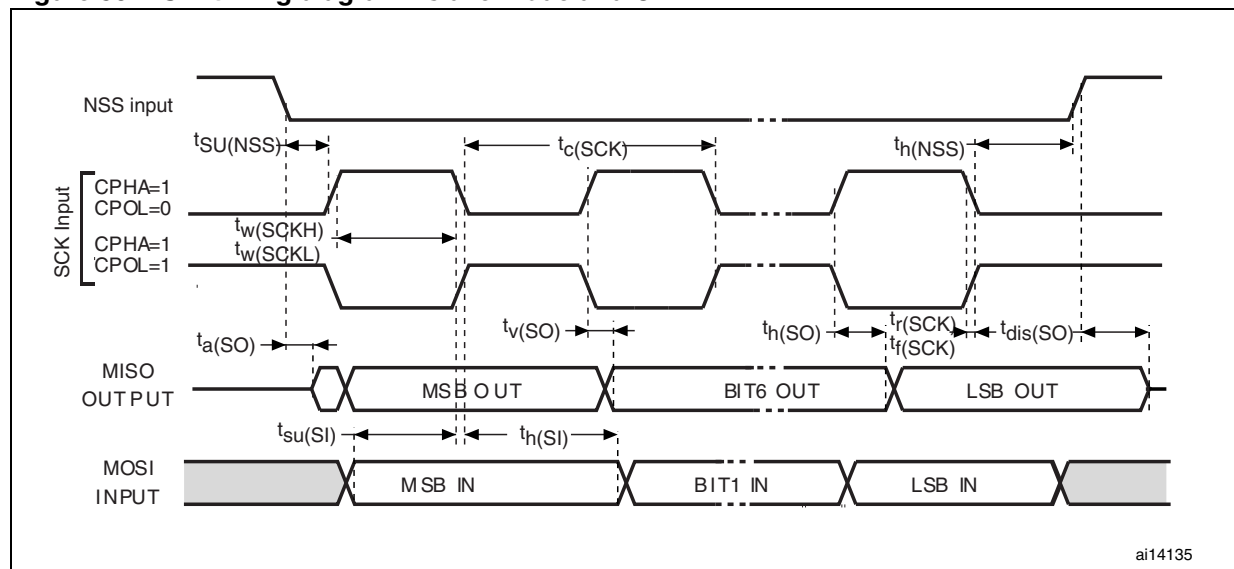 NSS input
tSU(NSS)
tc(SCK)
th(NSS)
SCK Input
CPHA=1
CPOL=0
tw(SCKH)
CPHA=1
tw(SCKL)
CPOL=1
ta(SO)
tv(SO)
th(SO)
tr(SCK)
tf(SCK)
tdis(SO)
MISO
OUTPUT
MSB OUT
BIT6 OUT
LSB OUT
tsu(SI)
th(SI)
MOSI
INPUT
MSB IN
BIT1 IN
LSB IN
ai14135